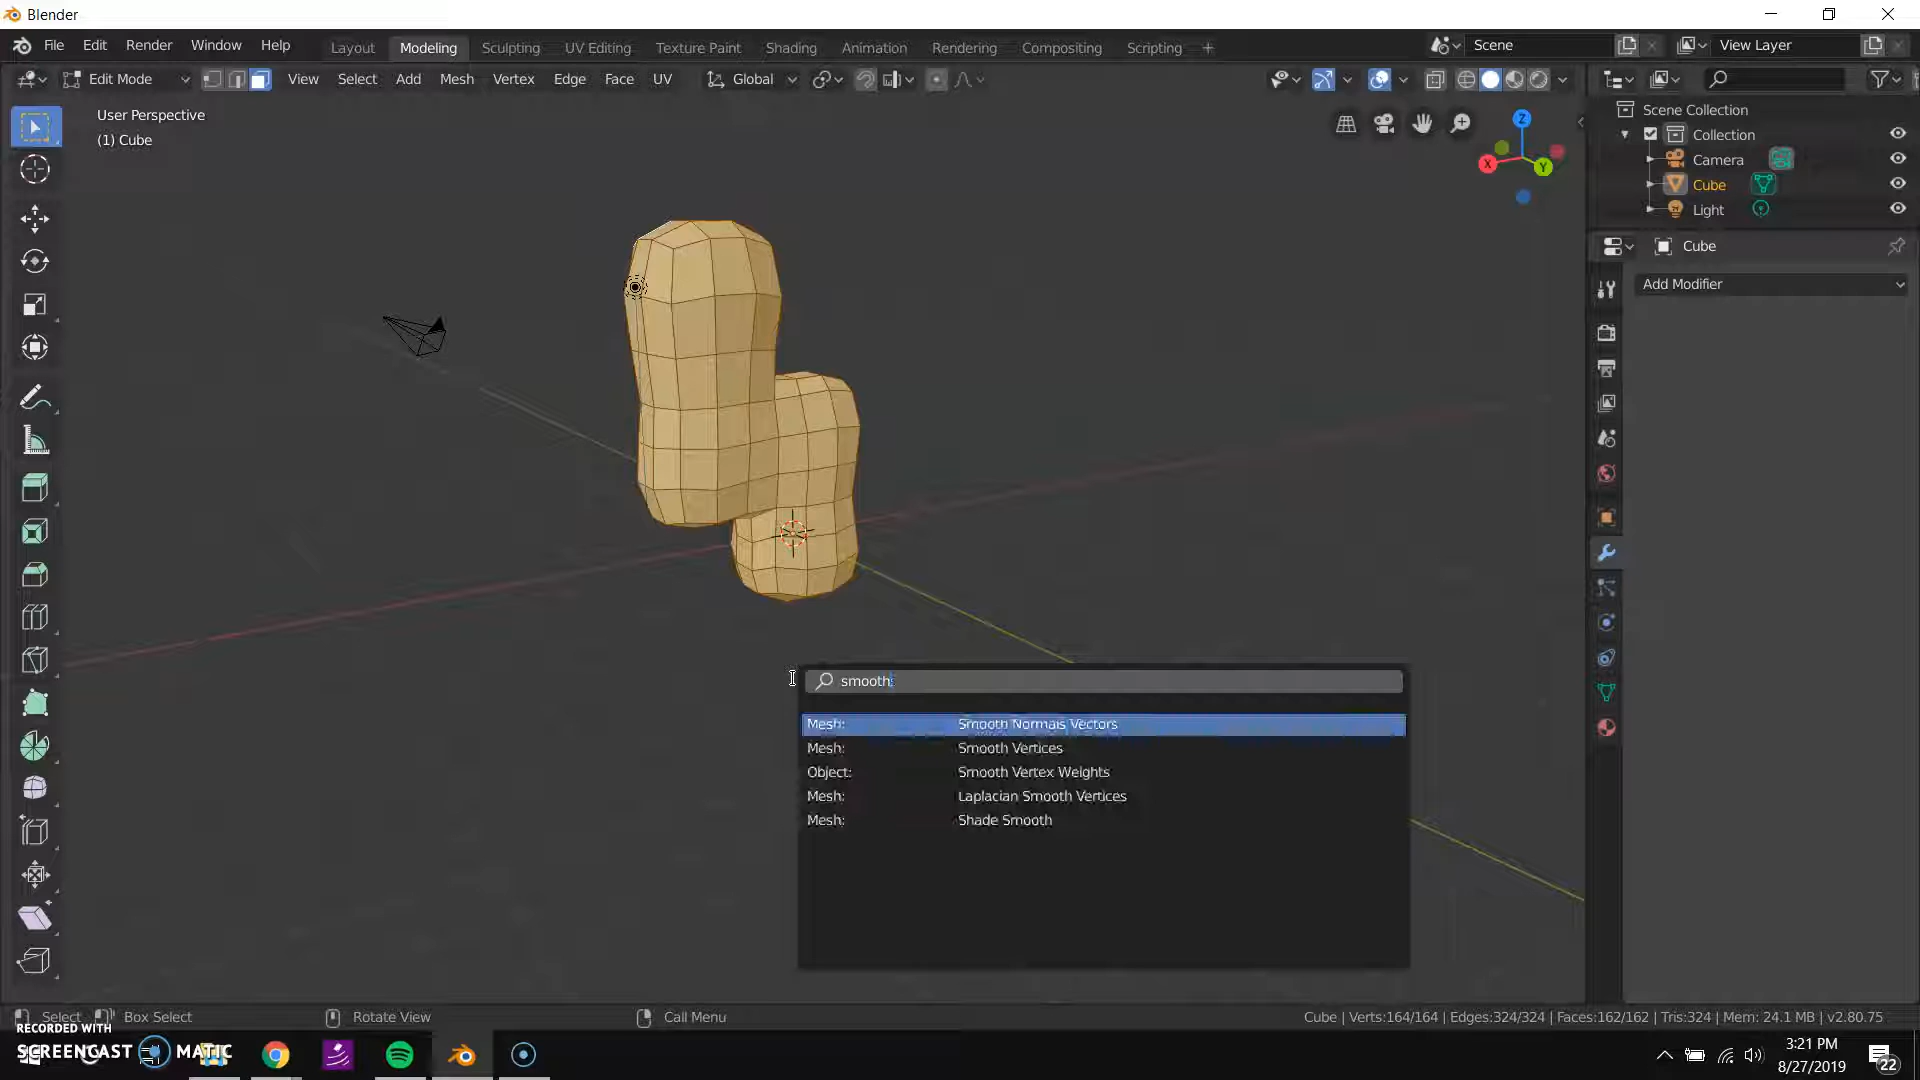 Blender
File Edit Render Window Help Layout Modeling Sculpting UV Editing Texture Paint Shading Animation Rendering Compositing Scripting + Scene View Layer
Edit Mode View Select Add Mesh Vertex Edge Face UV Global
User Perspective
(1) Cube
Z
X
Y
Scene Collection
Collection
Camera
Cube
Light
Cube
Add Modifier
smooth
Mesh: Smooth Normals Vectors
Mesh: Smooth Vertices
Object: Smooth Vertex Weights
Mesh: Laplacian Smooth Vertices
Mesh: Shade Smooth
Select Box Select Rotate View Call Menu Cube | Verts:164/164 | Edges:324/324 | Faces:162/162 | Tris:324 | Mem: 24.1 MB | v2.80.75
RECORDED WITH
SCREENCAST MATIC
3:21 PM
8/27/2019
22